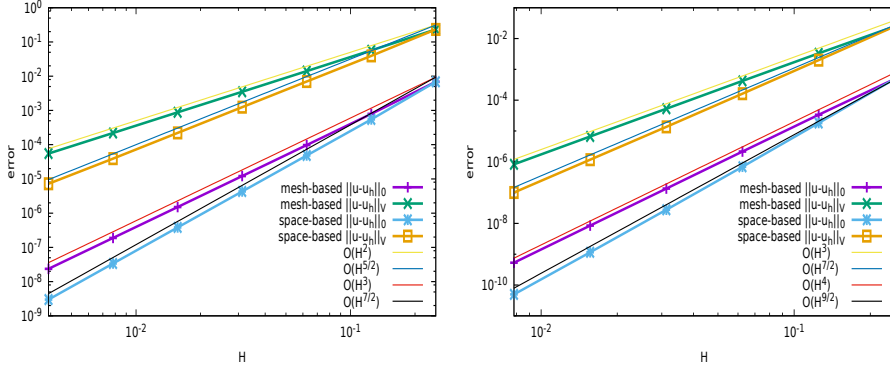 10^0
10^-1
10^-2
10^-3
10^-4
10^-5
10^-6
10^-7
10^-8
10^-9
error
10^-2
10^-1
H
mesh-based ||u-u_h||_0
mesh-based ||u-u_h||_V
space-based ||u-u_h||_0
space-based ||u-u_h||_V
O(H^2)
O(H^5/2)
O(H^3)
O(H^7/2)
10^-2
10^-4
10^-6
10^-8
10^-10
error
10^-2
10^-1
H
mesh-based ||u-u_h||_0
mesh-based ||u-u_h||_V
space-based ||u-u_h||_0
space-based ||u-u_h||_V
O(H^3)
O(H^7/2)
O(H^4)
O(H^9/2)